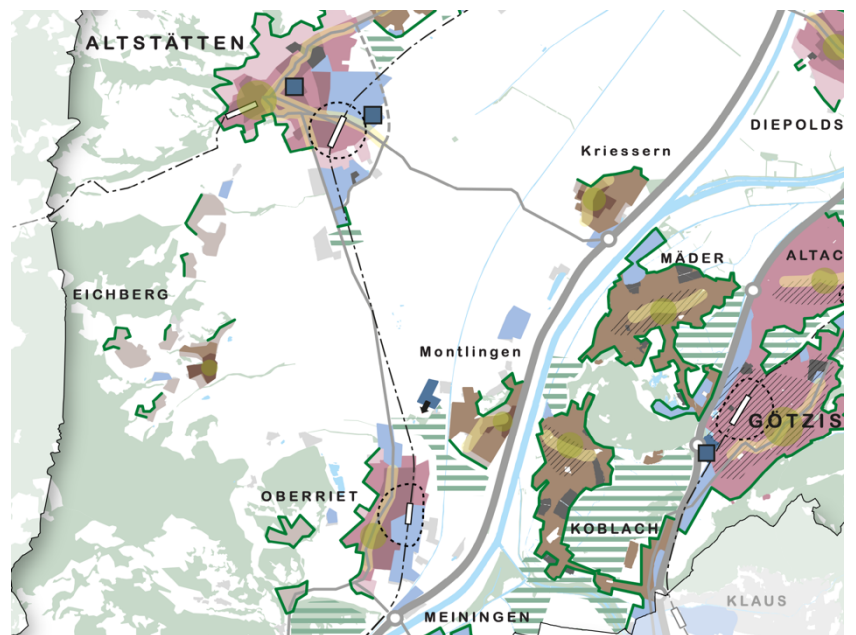 ALTSTÄTTEN
DIEPOLDS
Kriessern
MÄDER
ALTAC
EICHBERG
Montlingen
GÖTZIS
OBERRIET
KOBLACH
KLAUS
MEININGEN